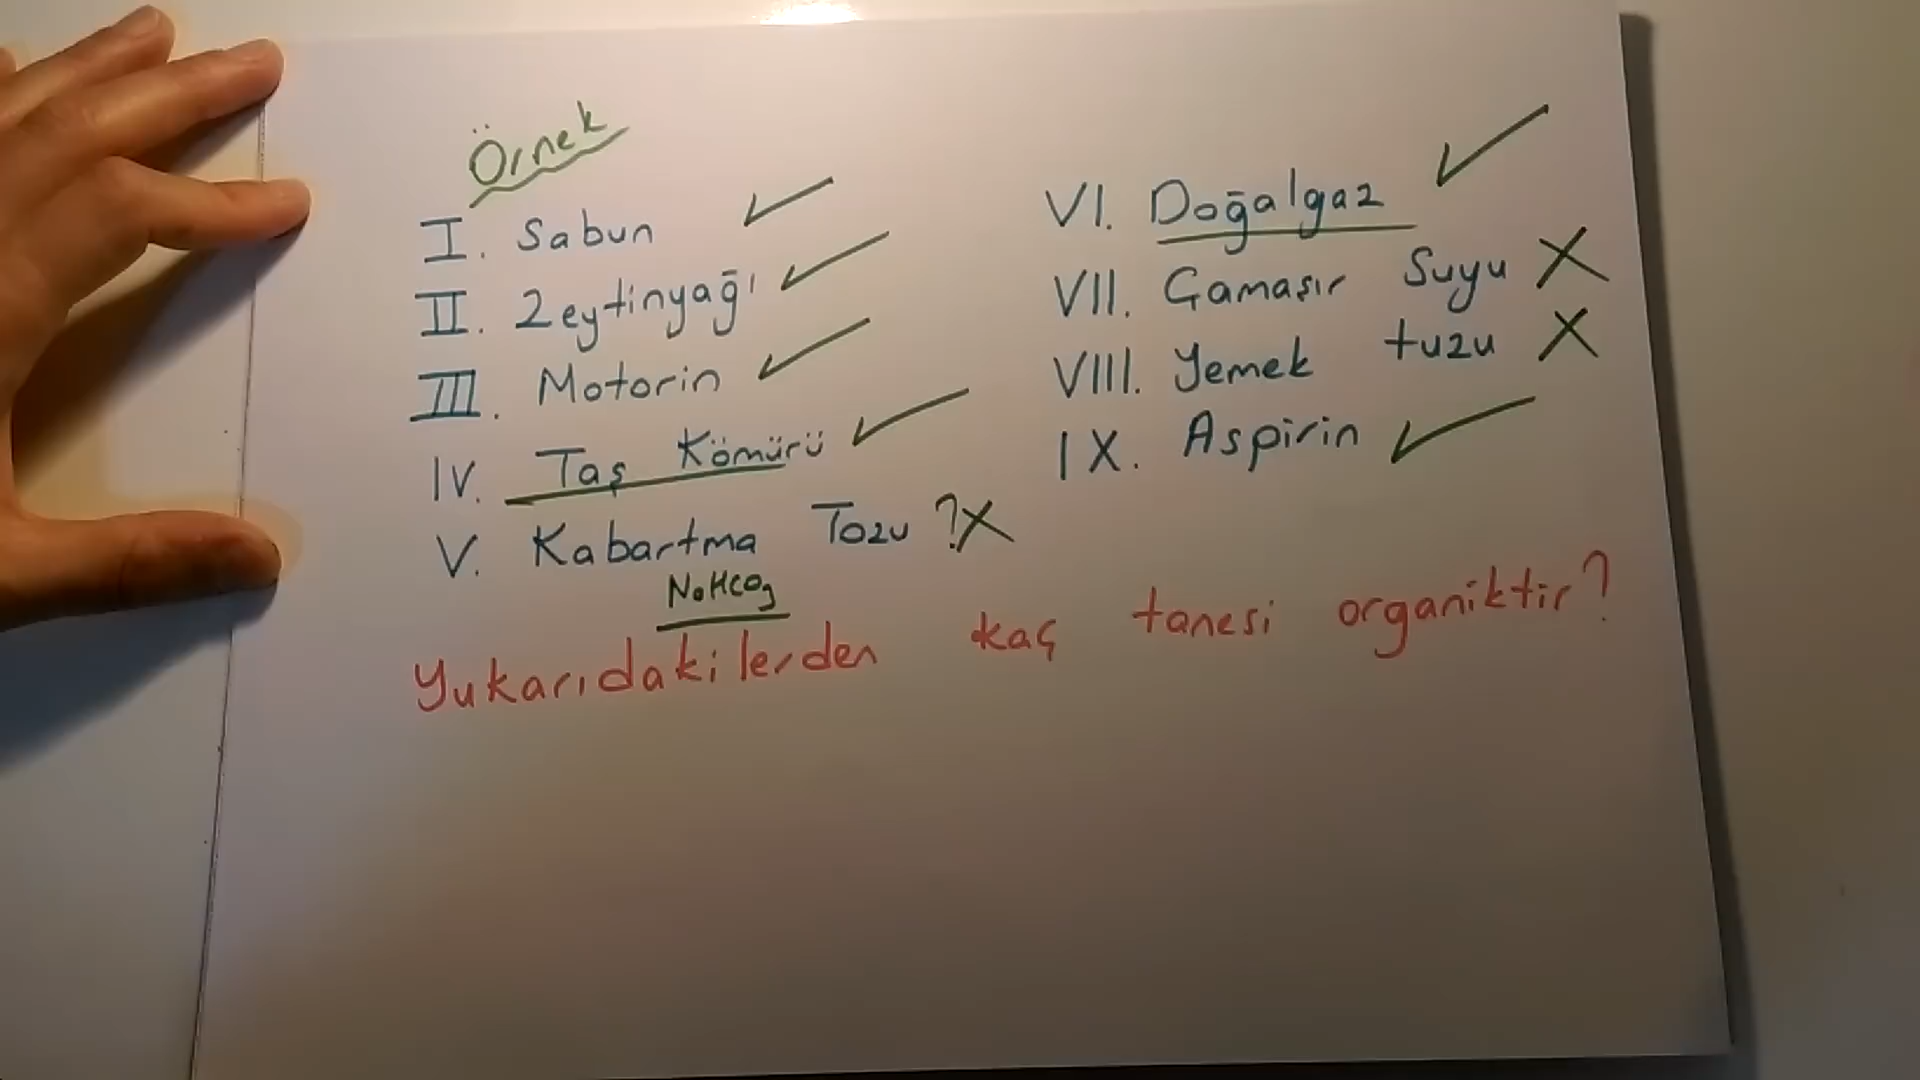 Örnek
I. Sabun ✓
II. Zeytinyağı ✓
III. Motorin ✓
IV. Taş Kömürü ✓
V. Kabartma Tozu ? X
NaHCO3
VI. Doğalgaz ✓
VII. Çamaşır Suyu X
VIII. Yemek tuzu X
IX. Aspirin ✓
Yukarıdakilerden kaç tanesi organiktir?